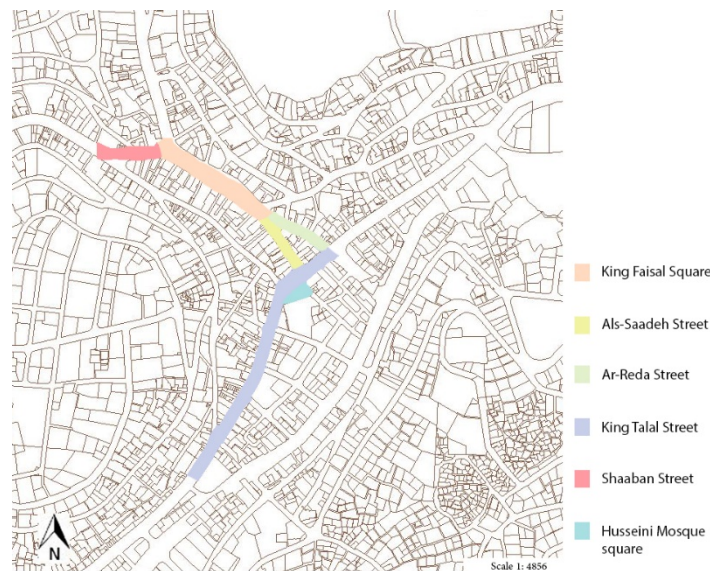 King Faisal Square
Als-Saadeh Street
Ar-Reda Street
King Talal Street
Shaaban Street
Husseini Mosque
square
N
Scale 1: 4856